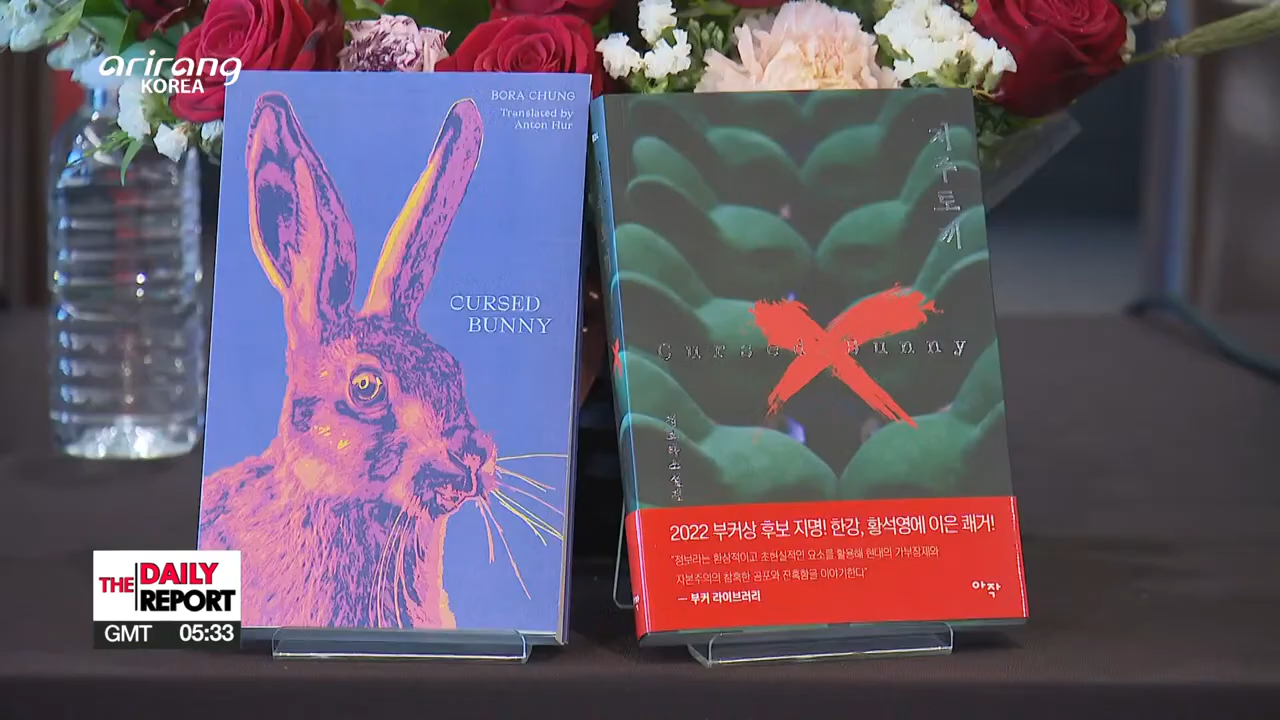 arirang
KOREA
BORA CHUNG
Translated by
Anton Hur
CURSED
BUNNY
저주토끼
Cursed Bunny
정보라 소설집
2022 부커상 후보 지명! 한강, 황석영에 이은 쾌거!
"정보라는 환상적이고 초현실적인 요소를 활용해 현대의 가부장제와
자본주의의 참혹한 공포와 잔혹함을 이야기한다"
— 부커 라이브러리
아작
THE DAILY
REPORT
GMT 05:33